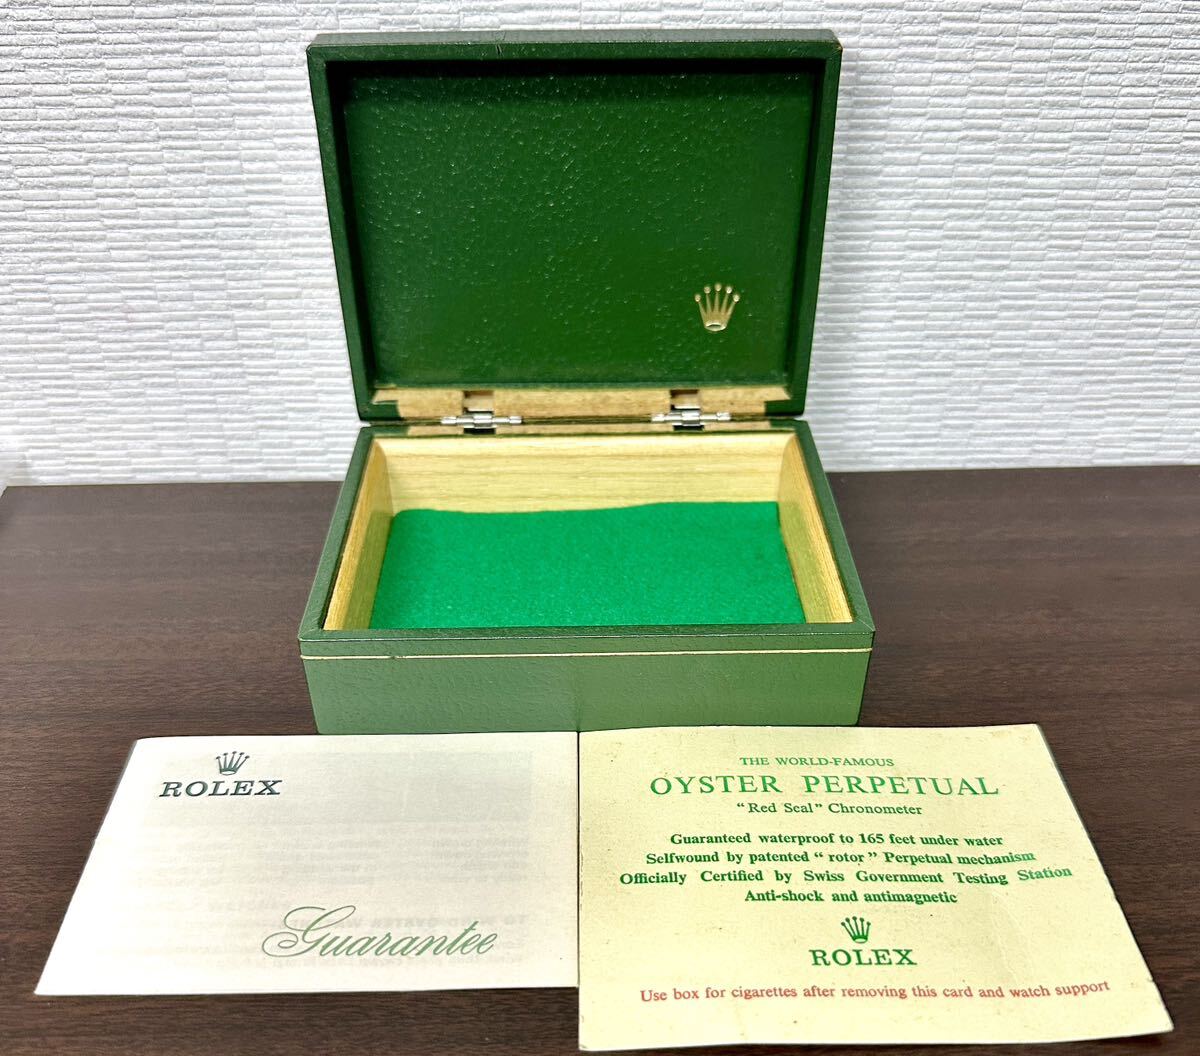 ROLEX
Guarantee
THE WORLD-FAMOUS
OYSTER PERPETUAL
"Red Seal" Chronometer
Guaranteed waterproof to 165 feet under water
Selfwound by patented "rotor" Perpetual mechanism
Officially Certified by Swiss Government Testing Station
Anti-shock and antimagnetic
ROLEX
Use box for cigarettes after removing this card and watch support